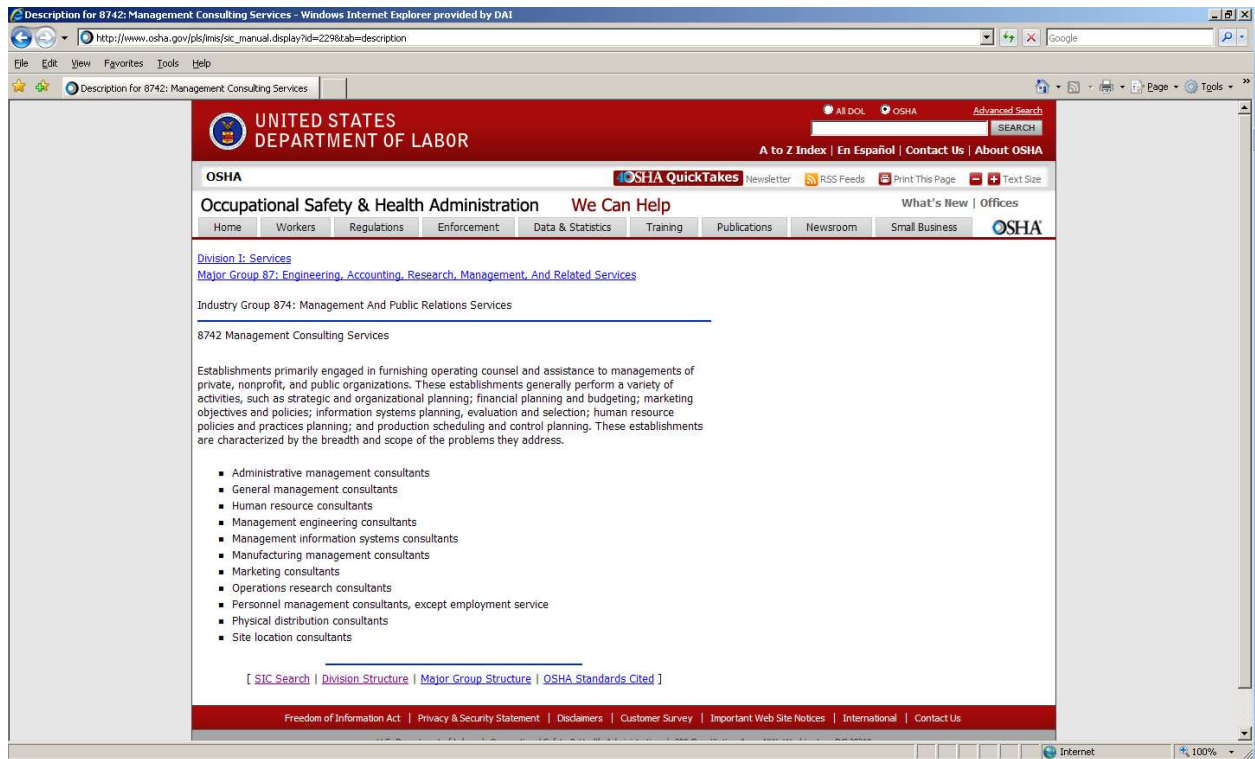 Description for 8742: Management Consulting Services - Windows Internet Explorer provided by DAI
http://www.osha.gov/pls/imis/sic_manual.display?id=229&tab=description
Google
File Edit View Favorites Tools Help
Description for 8742: Management Consulting Services
Page Tools »
UNITED STATES
DEPARTMENT OF LABOR
All DOL OSHA Advanced Search
SEARCH
A to Z Index | En Español | Contact Us | About OSHA
OSHA
OSHA QuickTakes Newsletter RSS Feeds Print This Page Text Size
Occupational Safety & Health Administration We Can Help
What's New | Offices
Home Workers Regulations Enforcement Data & Statistics Training Publications Newsroom Small Business OSHA
Division I: Services
Major Group 87: Engineering, Accounting, Research, Management, And Related Services
Industry Group 874: Management And Public Relations Services
8742 Management Consulting Services
Establishments primarily engaged in furnishing operating counsel and assistance to managements of
private, nonprofit, and public organizations. These establishments generally perform a variety of
activities, such as strategic and organizational planning; financial planning and budgeting; marketing
objectives and policies; information systems planning, evaluation and selection; human resource
policies and practices planning; and production scheduling and control planning. These establishments
are characterized by the breadth and scope of the problems they address.
Administrative management consultants
General management consultants
Human resource consultants
Management engineering consultants
Management information systems consultants
Manufacturing management consultants
Marketing consultants
Operations research consultants
Personnel management consultants, except employment service
Physical distribution consultants
Site location consultants
[ SIC Search | Division Structure | Major Group Structure | OSHA Standards Cited ]
Freedom of Information Act | Privacy & Security Statement | Disclaimers | Customer Survey | Important Web Site Notices | International | Contact Us
Internet 100%